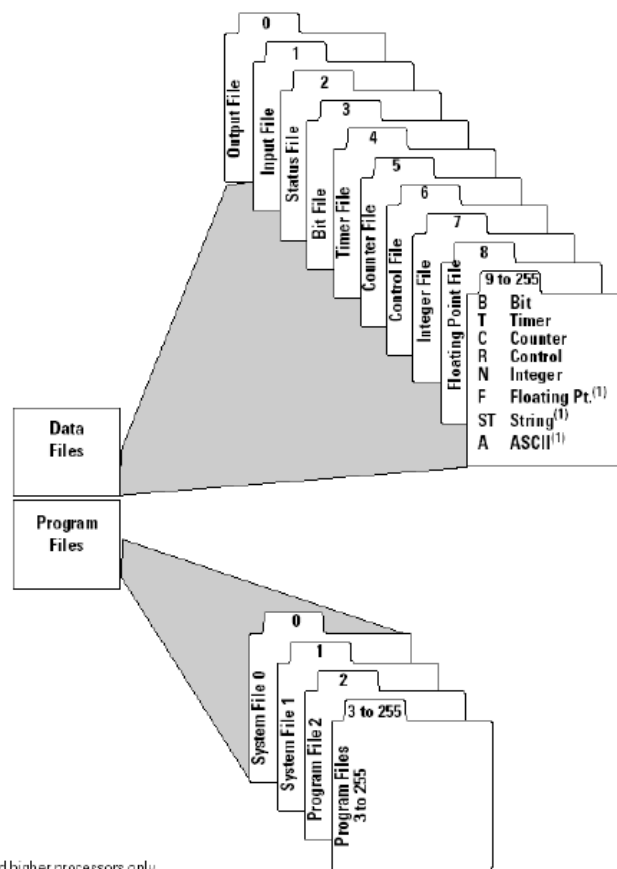 0
Output File
1
Input File
2
Status File
3
Bit File
4
Timer File
5
Counter File
6
Control File
7
Integer File
8
Floating Point File
9 to 255
B Bit
T Timer
C Counter
R Control
N Integer
F Floating Pt.(1)
ST String(1)
A ASCII(1)
Data
Files
Program
Files
0
System File 0
1
System File 1
2
Program File 2
3 to 255
Program Files
3 to 255
higher processors only